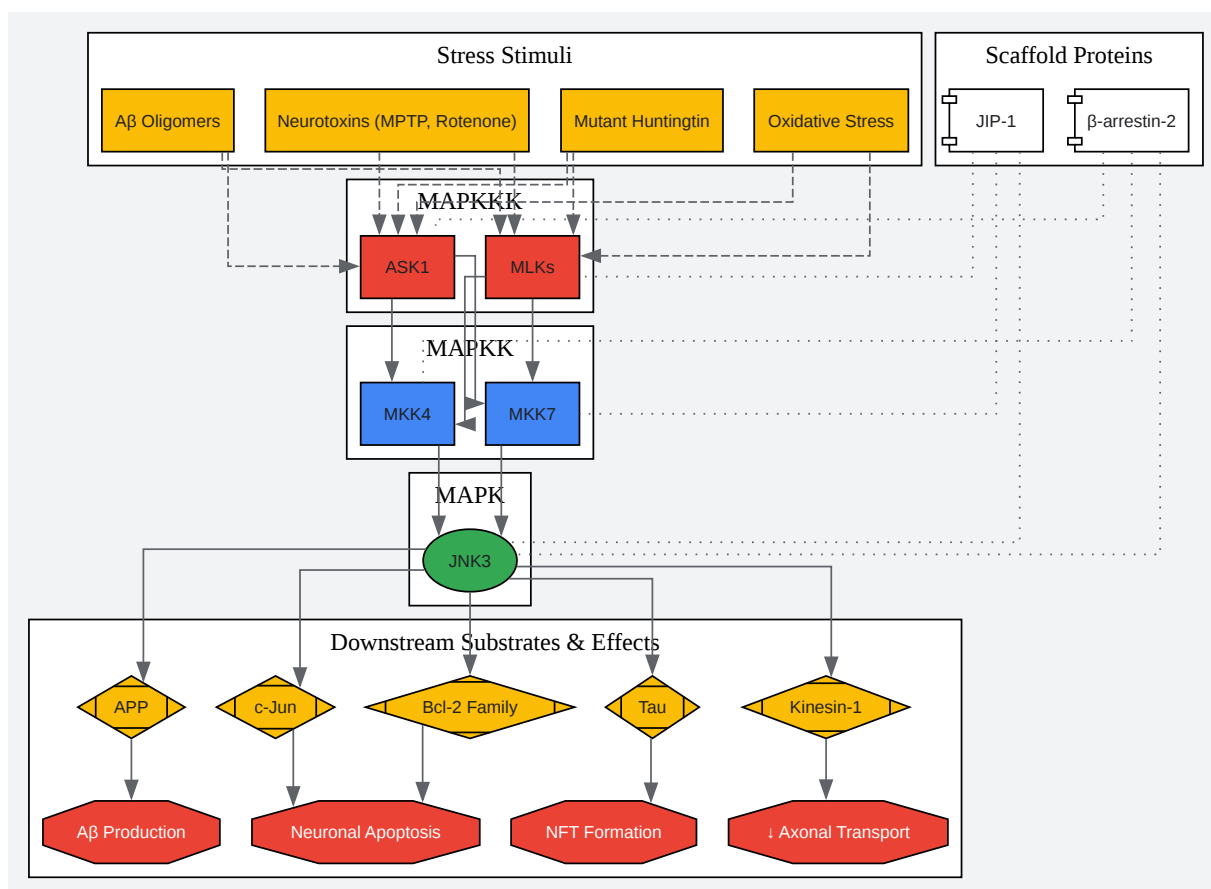 Stress Stimuli
Scaffold Proteins
Aβ Oligomers
Neurotoxins (MPTP, Rotenone)
Mutant Huntingtin
Oxidative Stress
JIP-1
β-arrestin-2
MAPKKK
ASK1
MLKs
MAPKK
MKK4
MKK7
MAPK
JNK3
Downstream Substrates & Effects
APP
c-Jun
Bcl-2 Family
Tau
Kinesin-1
Aβ Production
Neuronal Apoptosis
NFT Formation
↓ Axonal Transport